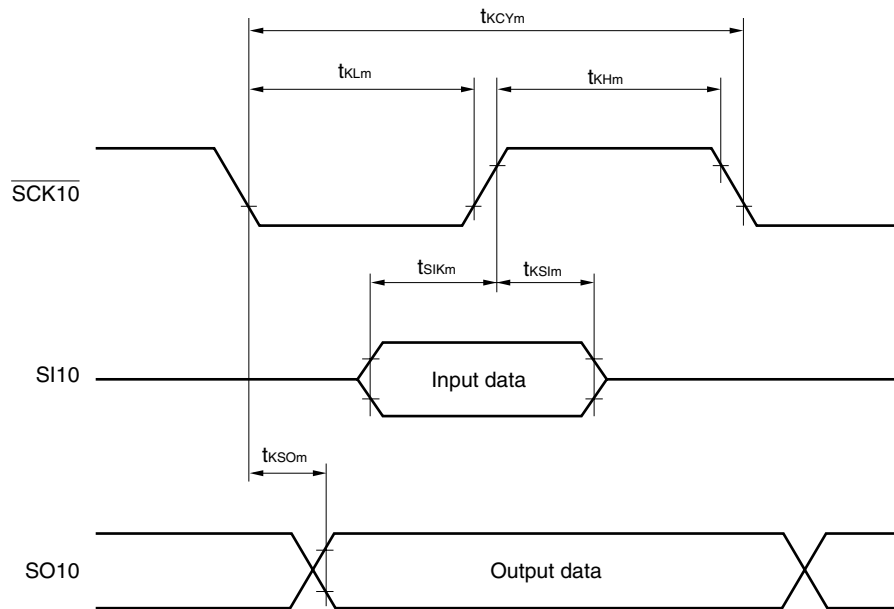 tKCYm
tKLm
tKHm
SCK10
tSIKm
tKSIm
SI10
Input data
tKSOm
SO10
Output data